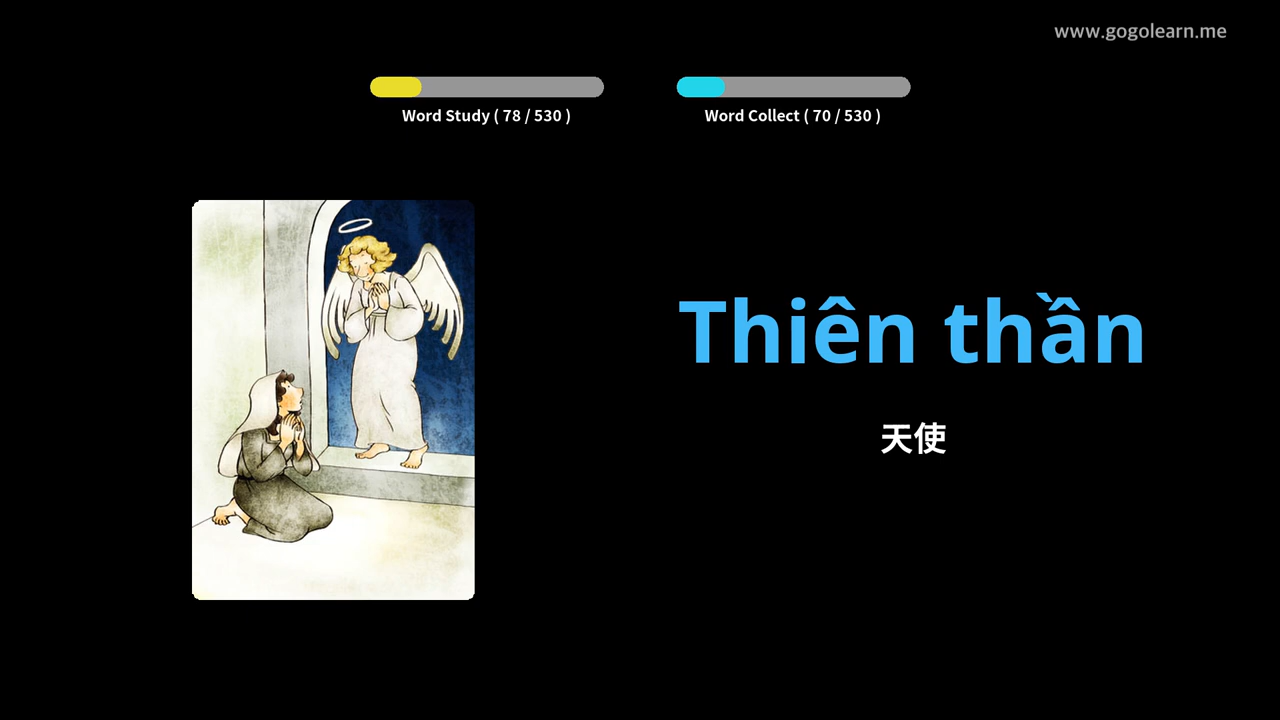 www.gogolearn.me
Word Study ( 78 / 530 )
Word Collect ( 70 / 530 )
Thiên thần
天使